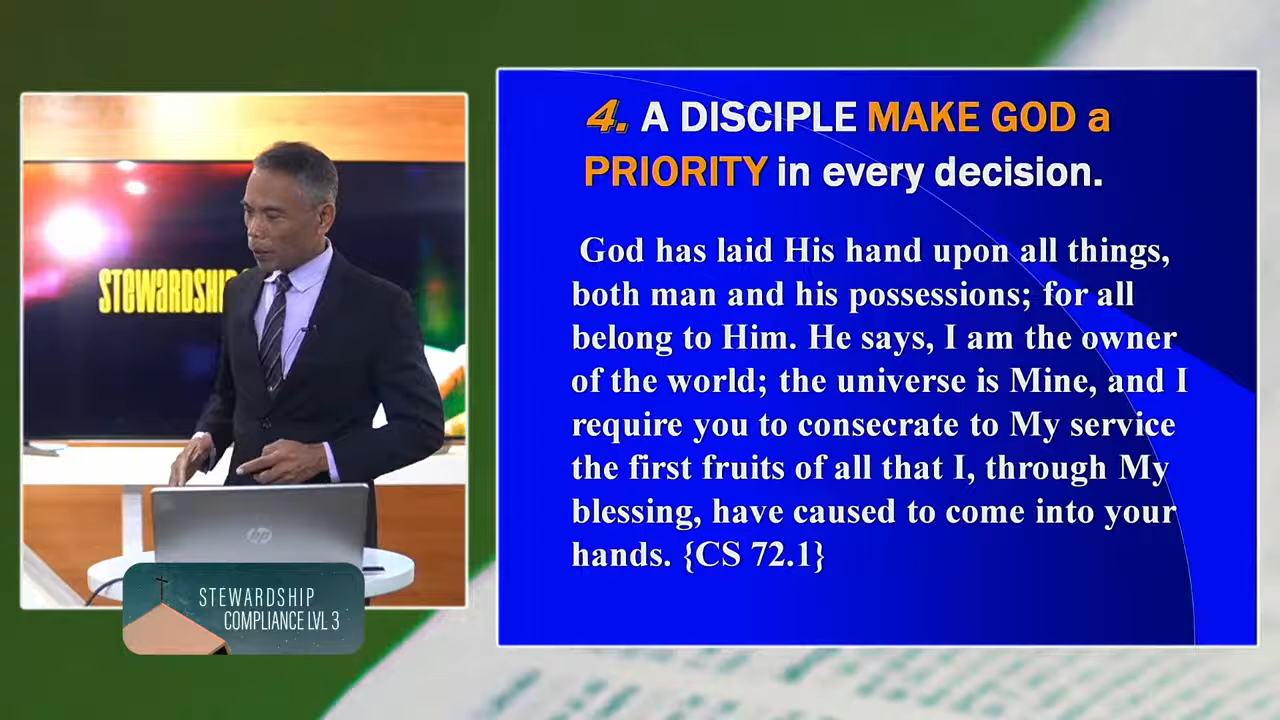 4. A DISCIPLE MAKE GOD a
PRIORITY in every decision.
God has laid His hand upon all things,
both man and his possessions; for all
belong to Him. He says, I am the owner
of the world; the universe is Mine, and I
require you to consecrate to My service
the first fruits of all that I, through My
blessing, have caused to come into your
hands. {CS 72.1}
STEWARDSHIP
hp
STEWARDSHIP
COMPLIANCE LVL 3